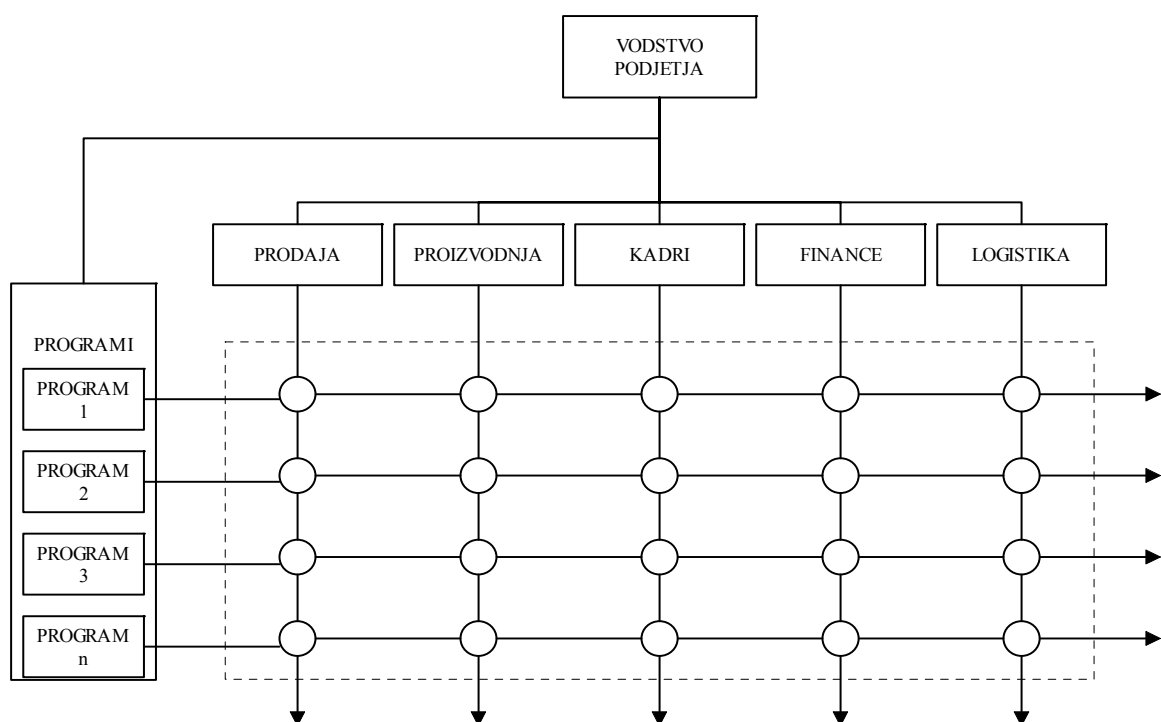 VODSTVO
PODJETJA
PRODAJA
PROIZVODNJA
KADRI
FINANCE
LOGISTIKA
PROGRAMI
PROGRAM
1
PROGRAM
2
PROGRAM
3
PROGRAM
n